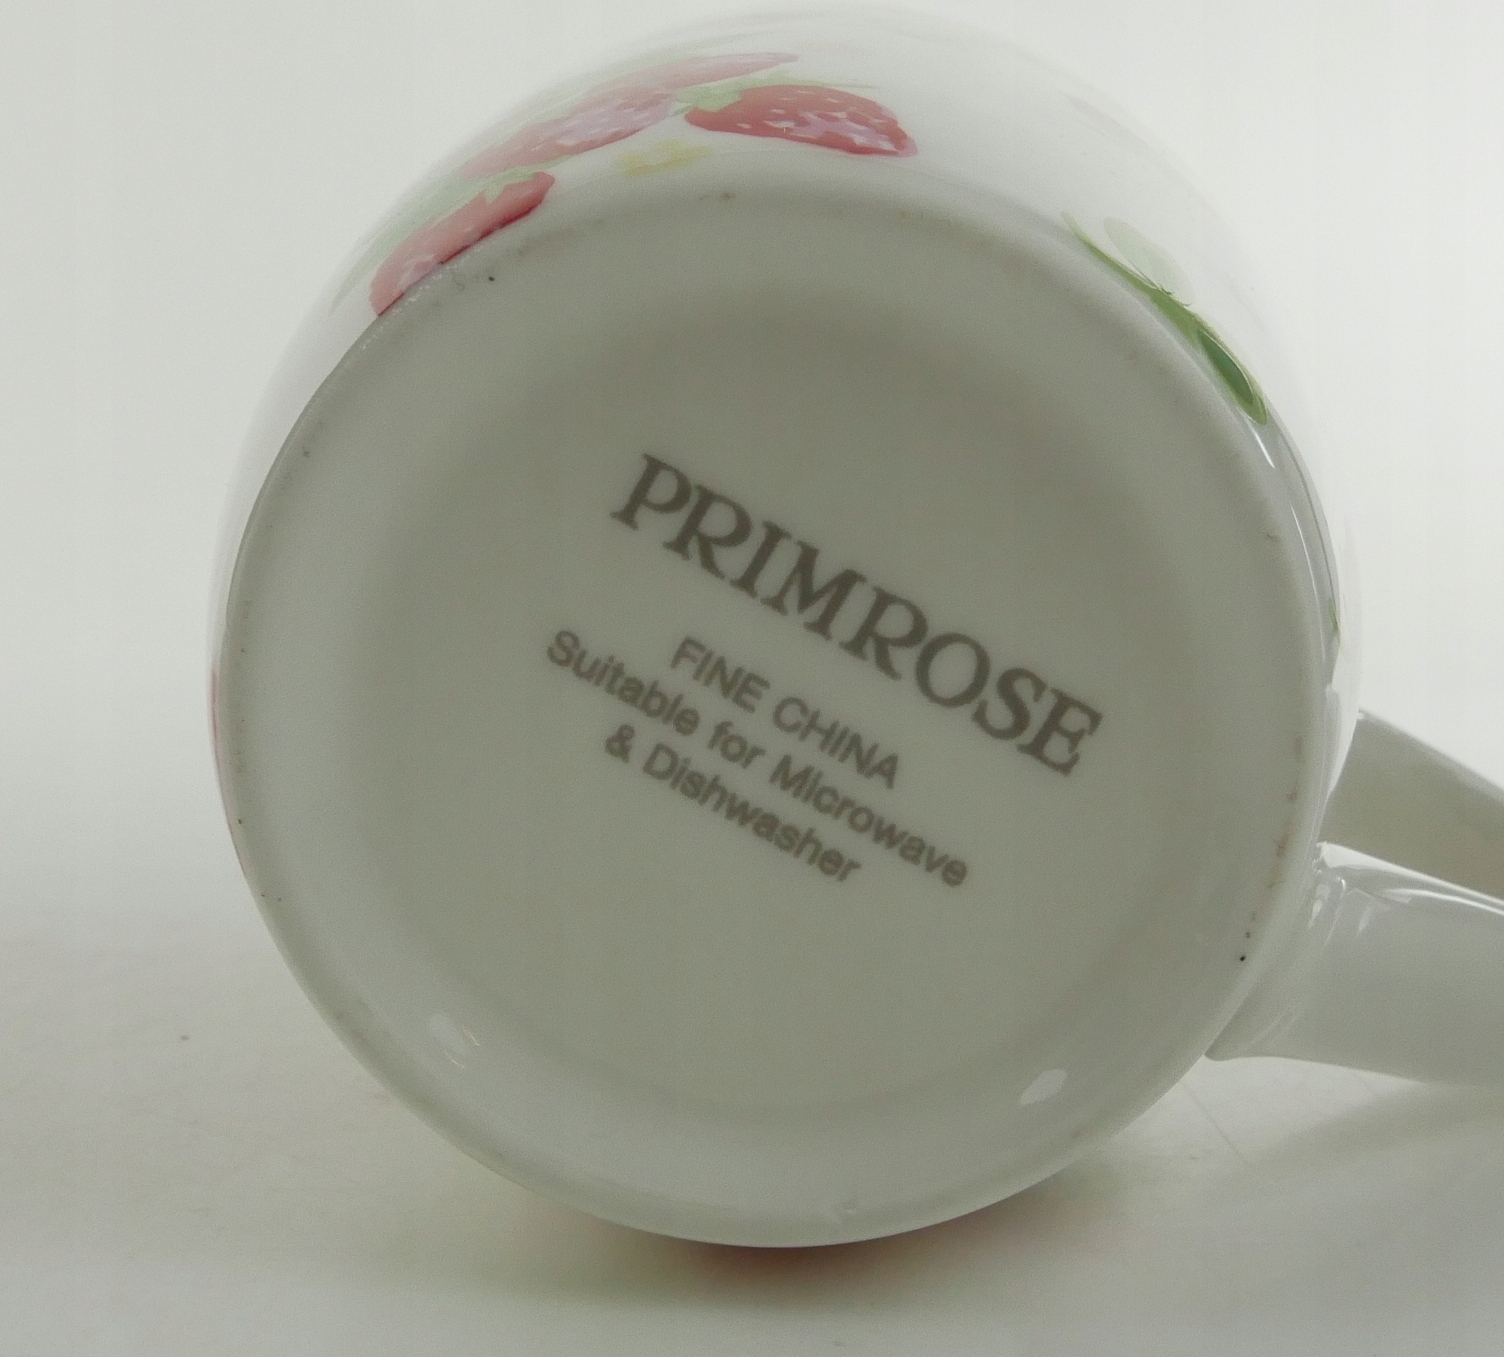 PRIMROSE
FINE CHINA
Suitable for Microwave
& Dishwasher